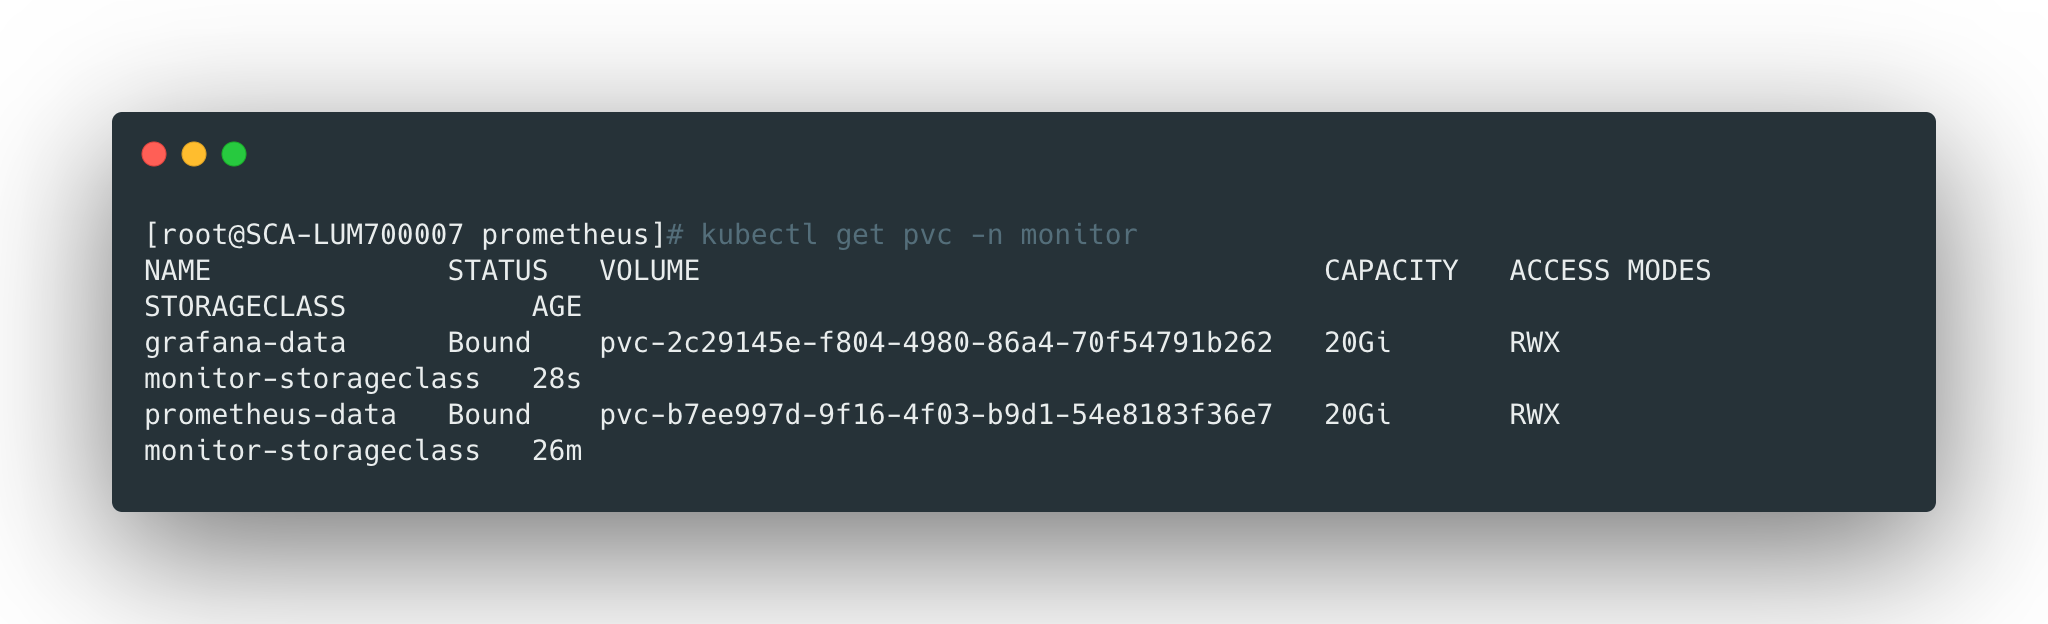 [root@SCA-LUM700007 prometheus]# kubectl get pvc -n monitor
NAME              STATUS   VOLUME                                     CAPACITY   ACCESS MODES
STORAGECLASS           AGE
grafana-data      Bound    pvc-2c29145e-f804-4980-86a4-70f54791b262   20Gi       RWX
monitor-storageclass   28s
prometheus-data   Bound    pvc-b7ee997d-9f16-4f03-b9d1-54e8183f36e7   20Gi       RWX
monitor-storageclass   26m